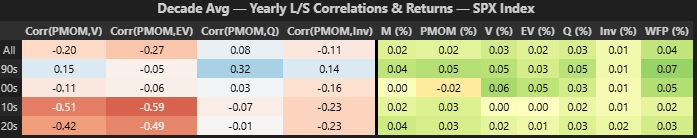 Decade Avg — Yearly L/S Correlations & Returns — SPX Index
Corr(PMOM,V) Corr(PMOM,EV) Corr(PMOM,Q) Corr(PMOM,Inv) M (%) PMOM (%) V (%) EV (%) Q (%) Inv (%) WFP (%)
All -0.20 -0.27 0.08 -0.11 0.02 0.02 0.03 0.02 0.03 0.01 0.04
90s 0.15 -0.05 0.32 0.14 0.04 0.05 0.05 0.03 0.05 0.01 0.07
00s -0.11 -0.06 0.03 -0.16 0.00 -0.02 0.06 0.05 0.03 0.01 0.05
10s -0.51 -0.59 -0.07 -0.23 0.02 0.03 0.00 0.00 0.02 0.01 0.02
20s -0.42 -0.49 -0.01 -0.23 0.04 0.03 0.02 0.01 0.02 0.02 0.03